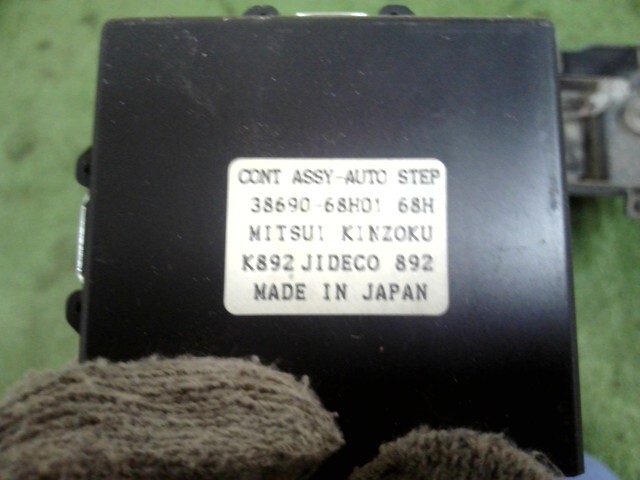 CONT ASSY-AUTO STEP
38690-68H01 68H
MITSUI KINZOKU
K892 JIDECO 892
MADE IN JAPAN